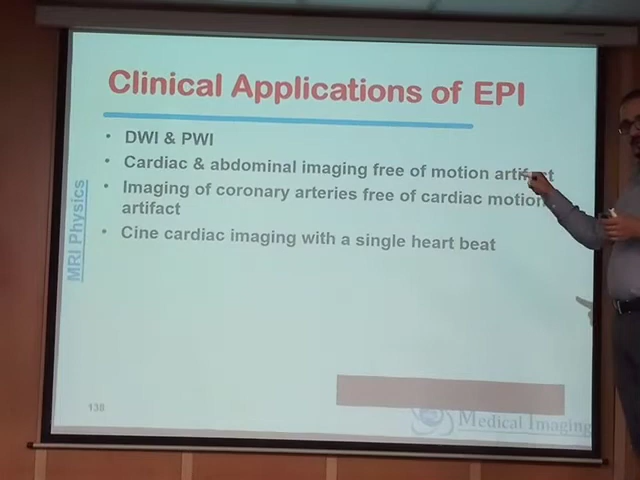 Clinical Applications of EPI
• DWI & PWI
• Cardiac & abdominal imaging free of motion artifact
• Imaging of coronary arteries free of cardiac motion
artifact
• Cine cardiac imaging with a single heart beat
MRI Physics
138
Medical Imaging